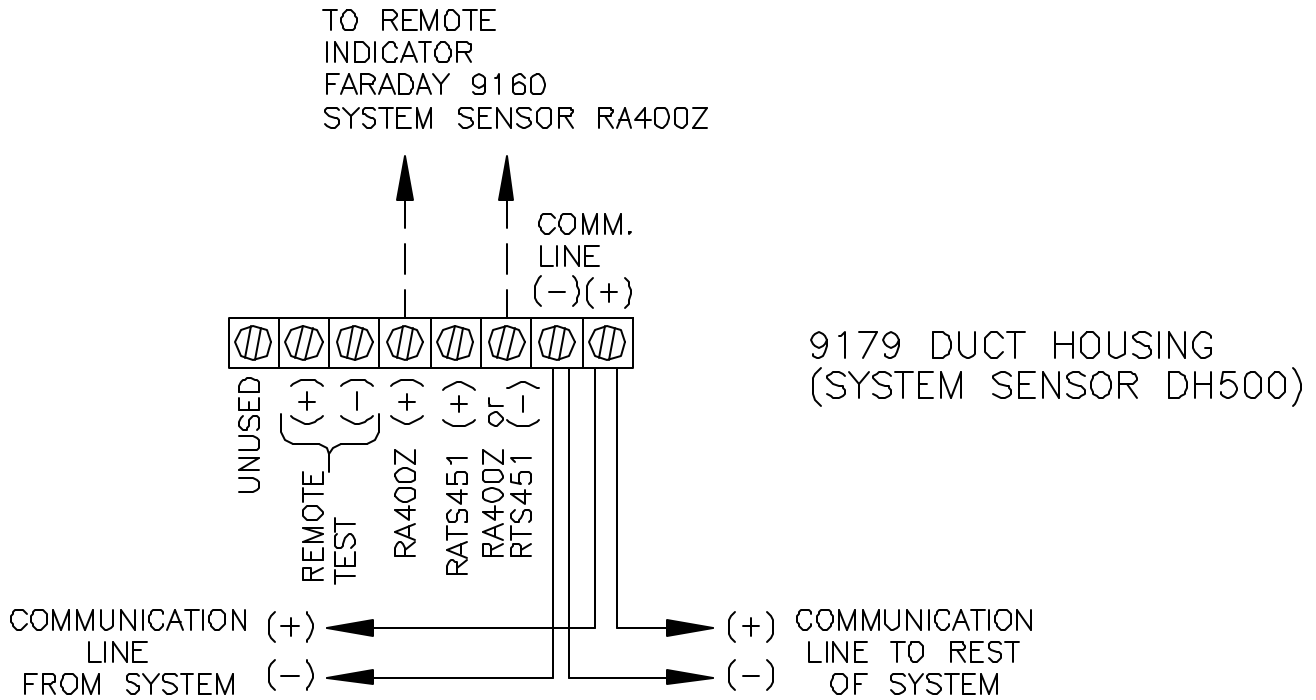 TO REMOTE
INDICATOR
FARADAY 9160
SYSTEM SENSOR RA400Z
COMM.
LINE
(-)(+)
9179 DUCT HOUSING
(SYSTEM SENSOR DH500)
UNUSED
(+)
(-)
REMOTE
TEST
RA400Z (+)
RATS451 (+)
RA400Z or
RTS451 (-)
COMMUNICATION (+)
LINE
FROM SYSTEM (-)
(+) COMMUNICATION
LINE TO REST
(-) OF SYSTEM